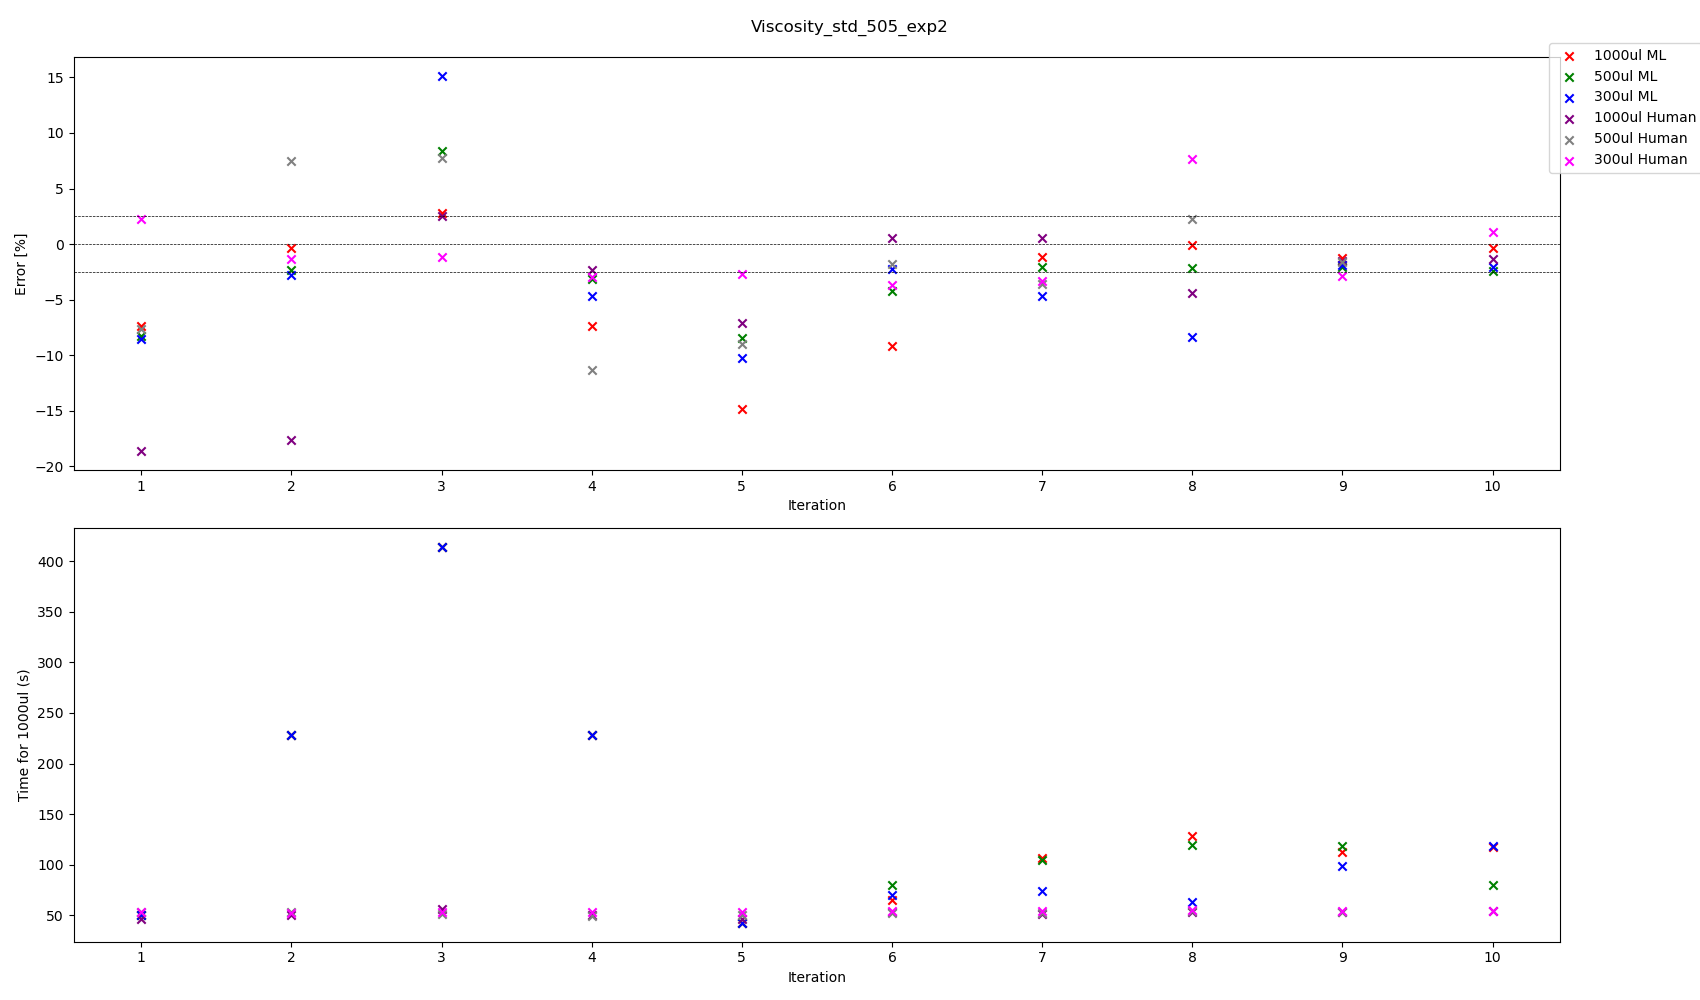 Viscosity_std_505_exp2
1000ul ML
500ul ML
300ul ML
1000ul Human
500ul Human
300ul Human
15
10
5
0
−5
−10
−15
−20
Error [%]
1 2 3 4 5 6 7 8 9 10
Iteration
400
350
300
250
200
150
100
50
Time for 1000ul (s)
1 2 3 4 5 6 7 8 9 10
Iteration